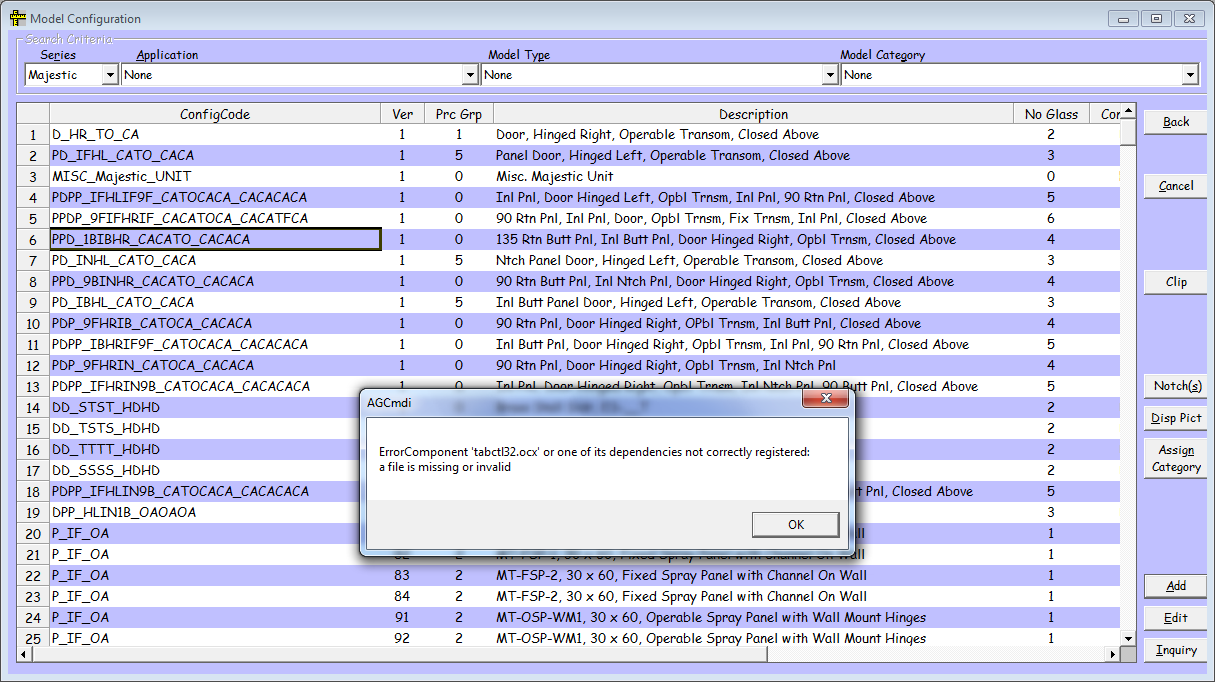 Model Configuration
Search Criteria
Series Application Model Type Model Category
Majestic None None None
ConfigCode Ver Prc Grp Description No Glass Cor
1 D_HR_TO_CA 1 1 Door, Hinged Right, Operable Transom, Closed Above 2
2 PD_IFHL_CATO_CACA 1 5 Panel Door, Hinged Left, Operable Transom, Closed Above 3
3 MISC_Majestic_UNIT 1 0 Misc. Majestic Unit 0
4 PDPP_IFHLIF9F_CATOCACA_CACACACA 1 0 Inl Pnl, Door Hinged Left, Opbl Trnsm, Inl Pnl, 90 Rtn Pnl, Closed Above 5
5 PPDP_9FIFHRIF_CACATOCA_CACATFCA 1 0 90 Rtn Pnl, Inl Pnl, Door, Opbl Trnsm, Fix Trnsm, Inl Pnl, Closed Above 6
6 PPD_1BIBHR_CACATO_CACACA 1 0 135 Rtn Butt Pnl, Inl Butt Pnl, Door Hinged Right, Opbl Trnsm, Closed Above 4
7 PD_INHL_CATO_CACA 1 5 Ntch Panel Door, Hinged Left, Operable Transom, Closed Above 3
8 PPD_9BINHR_CACATO_CACACA 1 0 90 Rtn Butt Pnl, Inl Ntch Pnl, Door Hinged Right, Opbl Trnsm, Closed Above 4
9 PD_IBHL_CATO_CACA 1 5 Inl Butt Panel Door, Hinged Left, Operable Transom, Closed Above 3
10 PDP_9FHRIB_CATOCA_CACACA 1 0 90 Rtn Pnl, Door Hinged Right, OPbl Trnsm, Inl Butt Pnl, Closed Above 4
11 PDPP_IBHRIF9F_CATOCACA_CACACACA 1 0 Inl Butt Pnl, Door Hinged Right, Opbl Trnsm, Inl Pnl, 90 Rtn Pnl, Closed Above 5
12 PDP_9FHRIN_CATOCA_CACACA 1 0 90 Rtn Pnl, Door Hinged Right, Opbl Trnsm, Inl Ntch Pnl 4
13 PDPP_IFHRIN9B_CATOCACA_CACACACA 1 0 Inl Pnl, Door Hinged Right, Opbl Trnsm, Inl Ntch Pnl, 90 Butt Pnl, Closed Above 5
14 DD_STST_HDHD 2
15 DD_TSTS_HDHD 2
16 DD_TTTT_HDHD 2
17 DD_SSSS_HDHD 2
18 PDPP_IFHLIN9B_CATOCACA_CACACACA Pnl, Closed Above 5
19 DPP_HLIN1B_OAOAOA 3
20 P_IF_OA 1
21 P_IF_OA 82 2 MT-FSP-1, 30 x 60, Fixed Spray Panel with Channel On Wall 1
22 P_IF_OA 83 2 MT-FSP-2, 30 x 60, Fixed Spray Panel with Channel On Wall 1
23 P_IF_OA 84 2 MT-FSP-2, 30 x 60, Fixed Spray Panel with Channel On Wall 1
24 P_IF_OA 91 2 MT-OSP-WM1, 30 x 60, Operable Spray Panel with Wall Mount Hinges 1
25 P_IF_OA 92 2 MT-OSP-WM1, 30 x 60, Operable Spray Panel with Wall Mount Hinges 1
AGCmdi
ErrorComponent 'tabctl32.ocx' or one of its dependencies not correctly registered:
a file is missing or invalid
OK
Back
Cancel
Clip
Notch(s)
Disp Pict
Assign
Category
Add
Edit
Inquiry